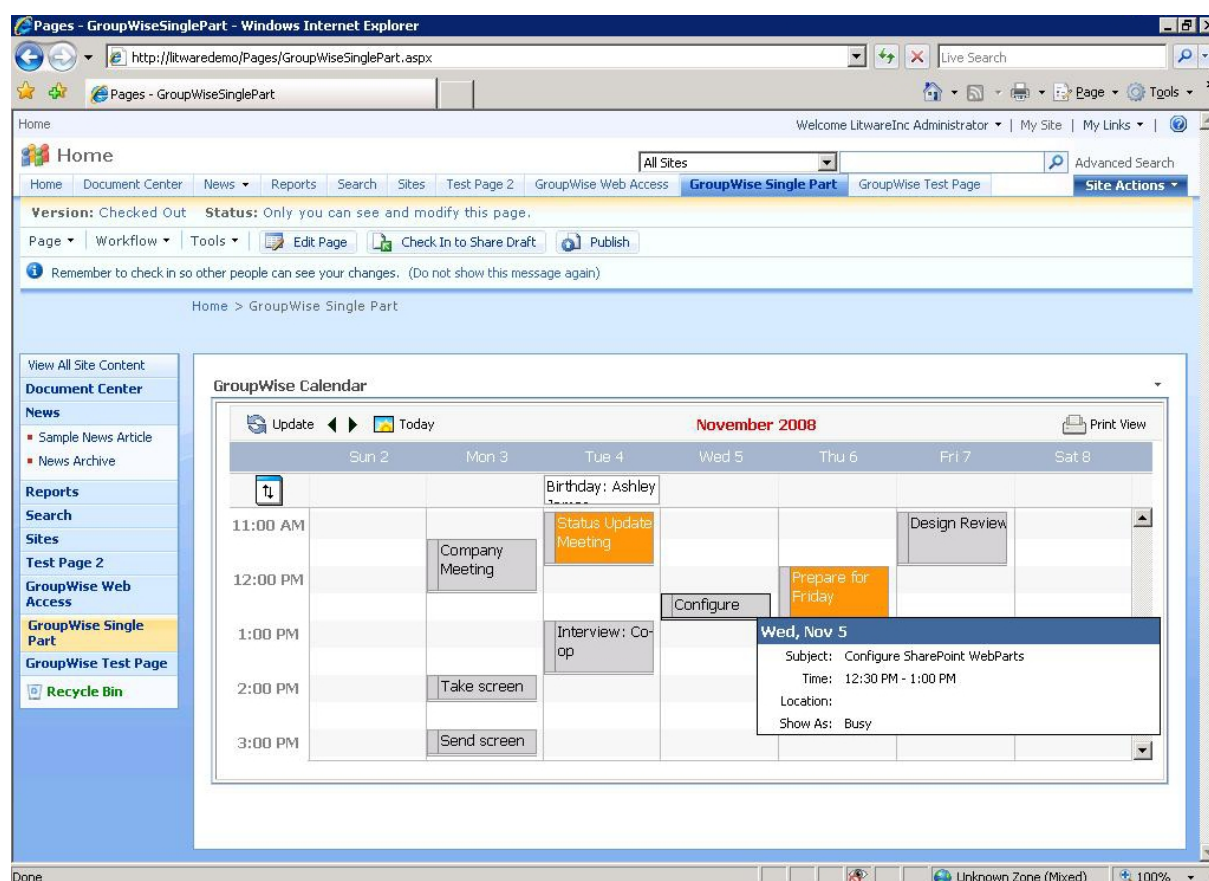 Pages - GroupWiseSinglePart - Windows Internet Explorer
http://litwaredemo/Pages/GroupWiseSinglePart.aspx
Live Search
Pages - GroupWiseSinglePart
Page
Tools
Home
Welcome LitwareInc Administrator | My Site | My Links |
Home
All Sites
Advanced Search
Home Document Center News Reports Search Sites Test Page 2 GroupWise Web Access GroupWise Single Part GroupWise Test Page Site Actions
Version: Checked Out Status: Only you can see and modify this page.
Page Workflow Tools Edit Page Check In to Share Draft Publish
Remember to check in so other people can see your changes. (Do not show this message again)
Home > GroupWise Single Part
View All Site Content
Document Center
News
Sample News Article
News Archive
Reports
Search
Sites
Test Page 2
GroupWise Web
Access
GroupWise Single
Part
GroupWise Test Page
Recycle Bin
GroupWise Calendar
Update Today November 2008 Print View
Sun 2 Mon 3 Tue 4 Wed 5 Thu 6 Fri 7 Sat 8
Birthday: Ashley
11:00 AM
Status Update
Meeting
Design Review
Company
Meeting
12:00 PM
Prepare for
Friday
Configure
1:00 PM
Interview: Co-
op
Wed, Nov 5
Subject: Configure SharePoint WebParts
Time: 12:30 PM - 1:00 PM
Location:
Show As: Busy
2:00 PM
Take screen
3:00 PM
Send screen
Done
Unknown Zone (Mixed)
100%